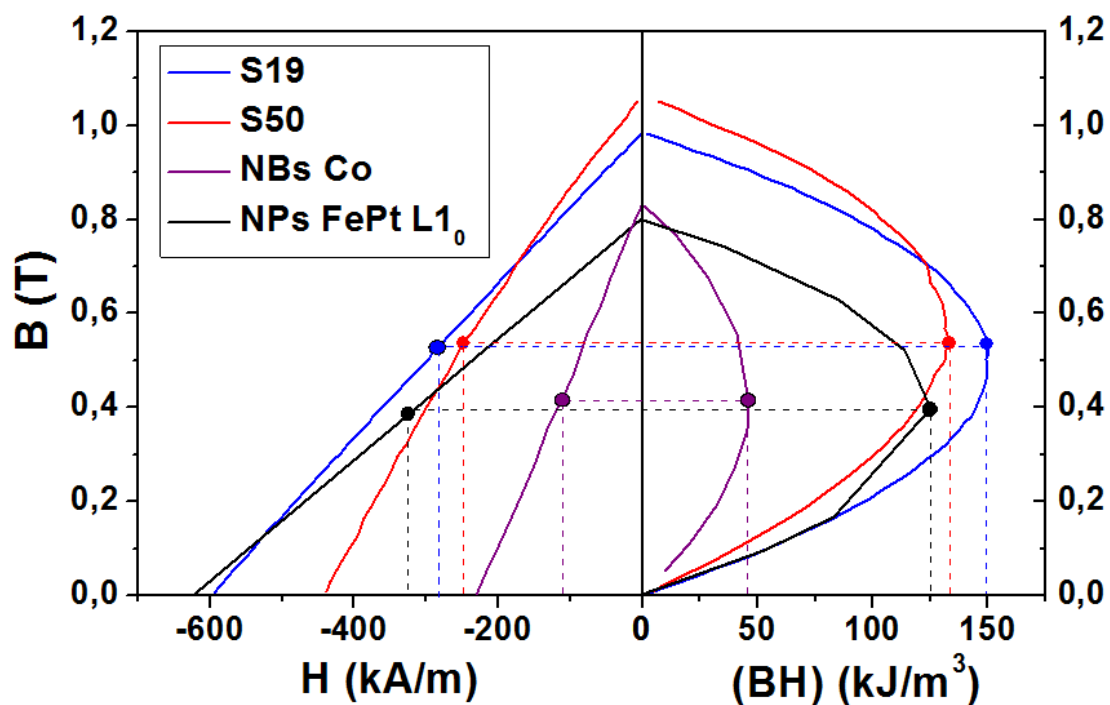 1,2
1,0
0,8
0,6
0,4
0,2
0,0
B (T)
S19
S50
NBs Co
NPs FePt L1₀
1,2
1,0
0,8
0,6
0,4
0,2
0,0
-600 -400 -200 0 50 100 150
H (kA/m) (BH) (kJ/m³)